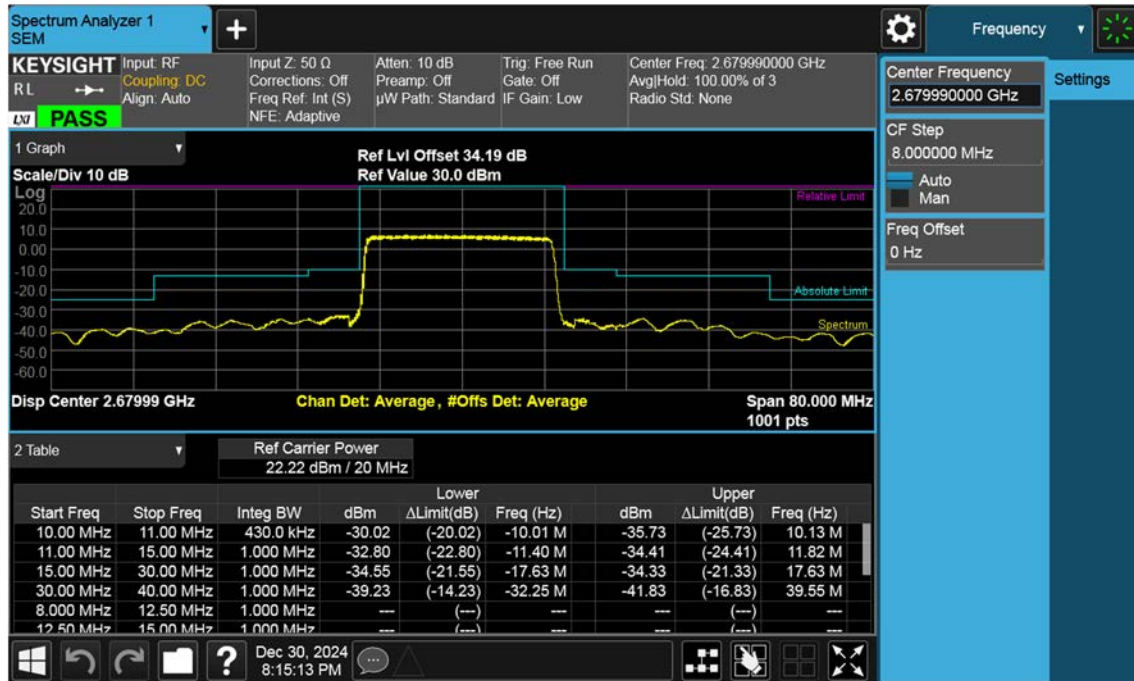 Spectrum Analyzer 1
SEM
+
Frequency
KEYSIGHT
RL
LXI PASS
Input: RF
Coupling: DC
Align: Auto
Input Z: 50 Ω
Corrections: Off
Freq Ref: Int (S)
NFE: Adaptive
Atten: 10 dB
Preamp: Off
µW Path: Standard
Trig: Free Run
Gate: Off
IF Gain: Low
Center Freq: 2.679990000 GHz
Avg|Hold: 100.00% of 3
Radio Std: None
Center Frequency
2.679990000 GHz
Settings
CF Step
8.000000 MHz
Auto
Man
Freq Offset
0 Hz
1 Graph
Scale/Div 10 dB
Ref Lvl Offset 34.19 dB
Ref Value 30.0 dBm
Log
20.0
10.0
0.00
-10.0
-20.0
-30.0
-40.0
-50.0
-60.0
Relative Limit
Absolute Limit
Spectrum
Disp Center 2.67999 GHz
Chan Det: Average, #Offs Det: Average
Span 80.000 MHz
1001 pts
2 Table
Ref Carrier Power
22.22 dBm / 20 MHz
Lower Upper
Start Freq Stop Freq Integ BW dBm ΔLimit(dB) Freq (Hz) dBm ΔLimit(dB) Freq (Hz)
10.00 MHz 11.00 MHz 430.0 kHz -30.02 (-20.02) -10.01 M -35.73 (-25.73) 10.13 M
11.00 MHz 15.00 MHz 1.000 MHz -32.80 (-22.80) -11.40 M -34.41 (-24.41) 11.82 M
15.00 MHz 30.00 MHz 1.000 MHz -34.55 (-21.55) -17.63 M -34.33 (-21.33) 17.63 M
30.00 MHz 40.00 MHz 1.000 MHz -39.23 (-14.23) -32.25 M -41.83 (-16.83) 39.55 M
8.000 MHz 12.50 MHz 1.000 MHz --- (---) --- --- (---) ---
12.50 MHz 15.00 MHz 1.000 MHz --- (---) --- --- (---) ---
?
Dec 30, 2024
8:15:13 PM